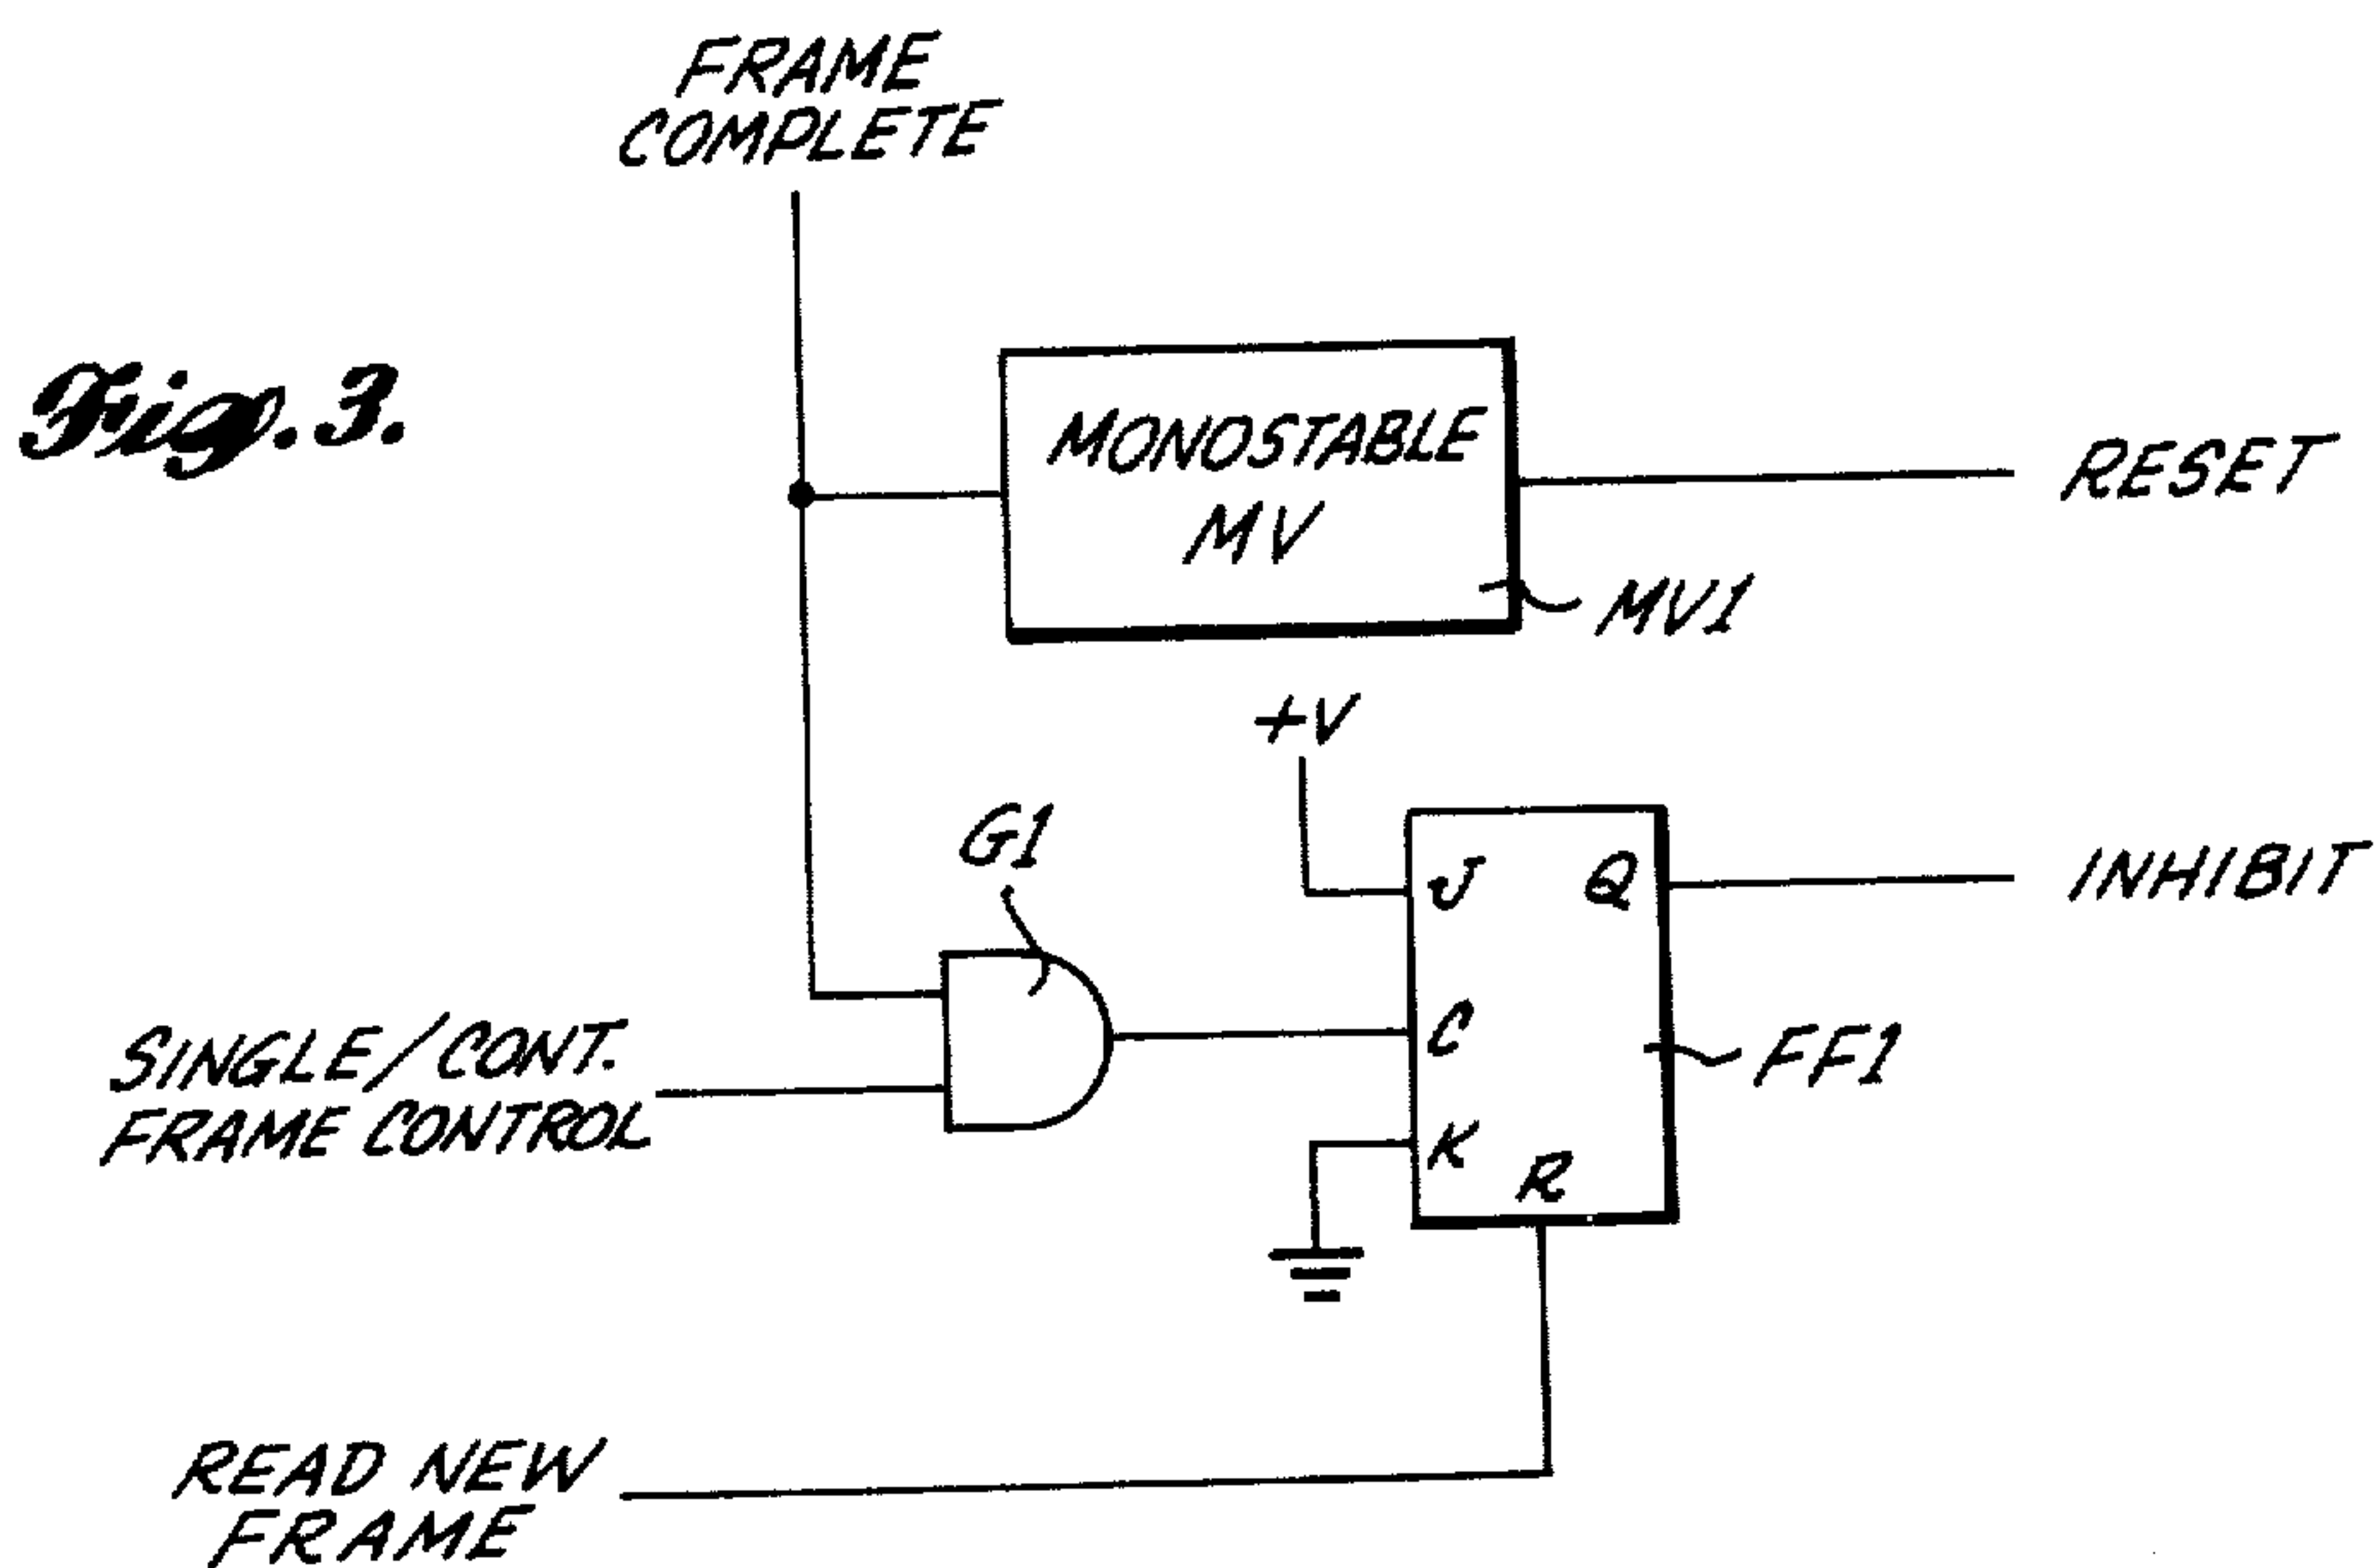 FRAME
COMPLETE
Fig. 3.
MONOSTABLE
MV
RESET
MV1
+V
G1
J
Q
INHIBIT
SINGLE/CONT.
FRAME CONTROL
C
FF1
K
R
READ NEW
FRAME